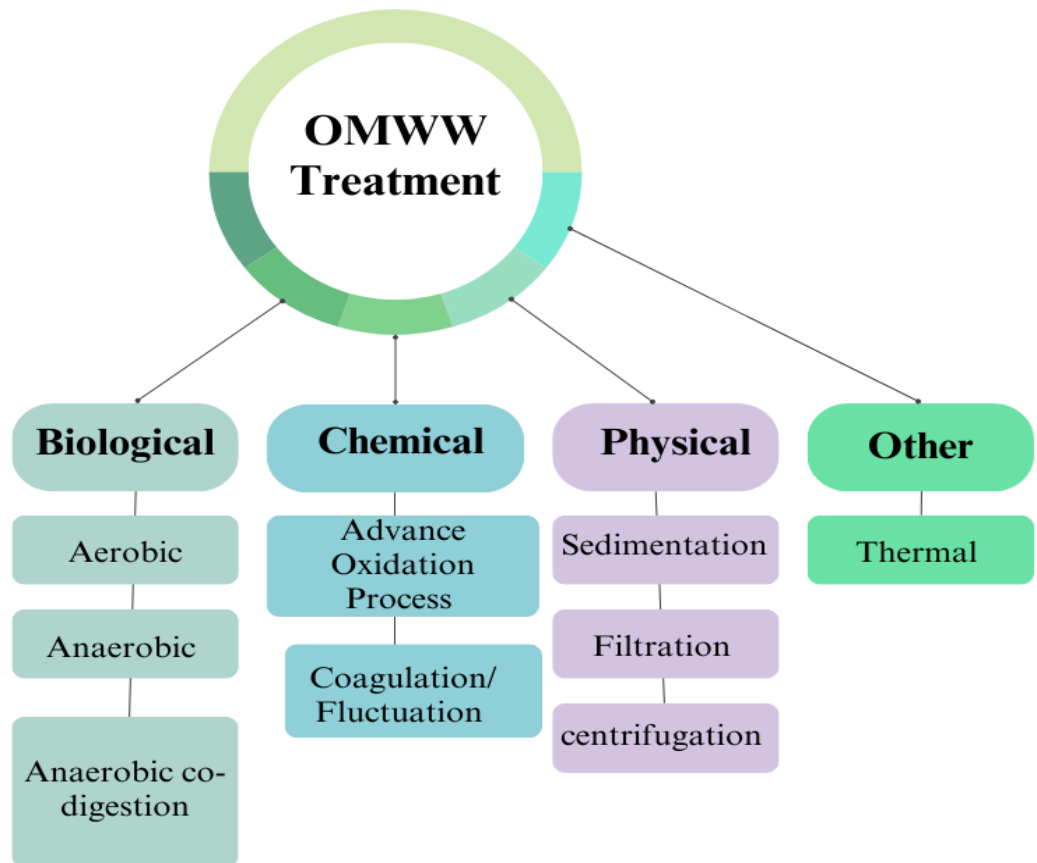 OMWW
Treatment
Biological
Chemical
Physical
Other
Aerobic
Anaerobic
Anaerobic co-
digestion
Advance
Oxidation
Process
Coagulation/
Fluctuation
Sedimentation
Filtration
centrifugation
Thermal